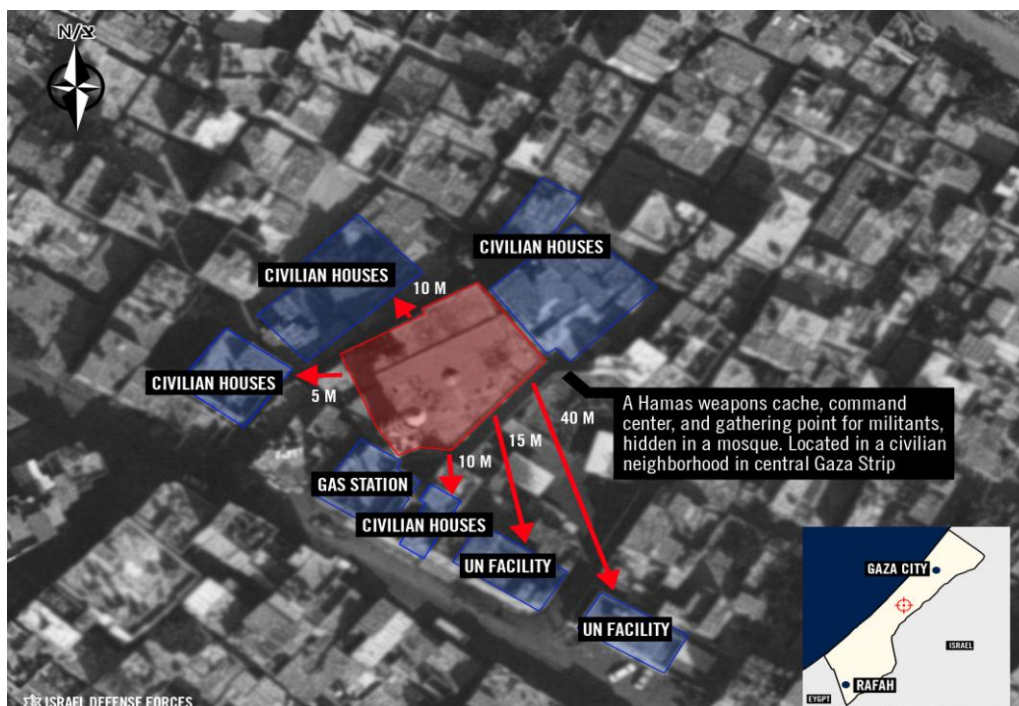 N/צ
CIVILIAN HOUSES
CIVILIAN HOUSES
10 M
CIVILIAN HOUSES
5 M
40 M
15 M
10 M
A Hamas weapons cache, command
center, and gathering point for militants,
hidden in a mosque. Located in a civilian
neighborhood in central Gaza Strip
GAS STATION
CIVILIAN HOUSES
UN FACILITY
UN FACILITY
GAZA CITY
ISRAEL
RAFAH
EYGPT
ISRAEL DEFENSE FORCES